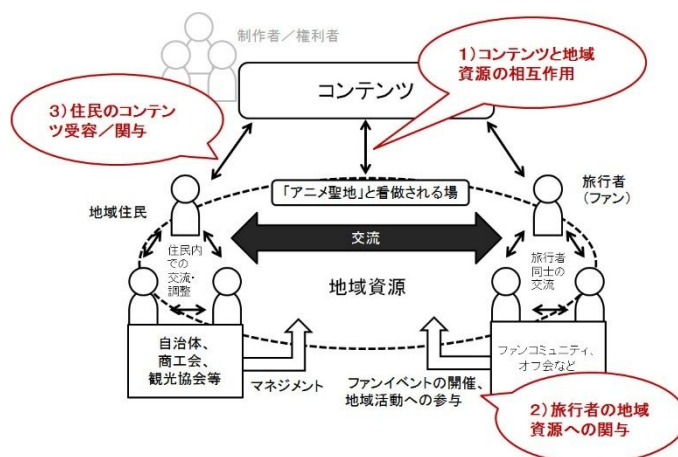 制作者／権利者
コンテンツ
1）コンテンツと地域
資源の相互作用
3）住民のコンテン
ツ受容／関与
「アニメ聖地」と看做される場
地域住民
旅行者
（ファン）
交流
住民内
での
交流・
調整
旅行者
同士の
交流
地域資源
自治体、
商工会、
観光協会等
マネジメント
ファンイベントの開催、
地域活動への参与
ファンコミュニティ、
オフ会など
2）旅行者の地域
資源への関与